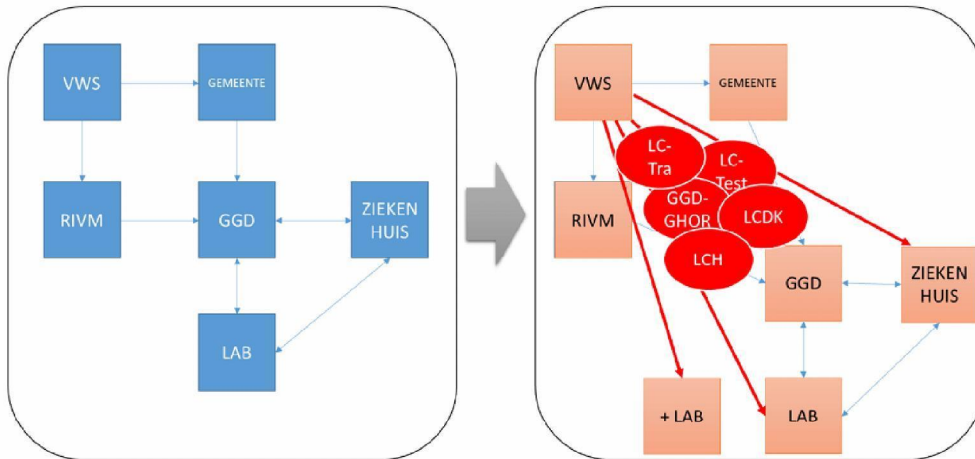 VWS
GEMEENTE
RIVM
GGD
ZIEKEN
HUIS
LAB
VWS
GEMEENTE
LC-
Tra
LC-
Test
RIVM
GGD-
GHOR
LCDK
LCH
GGD
ZIEKEN
HUIS
+ LAB
LAB